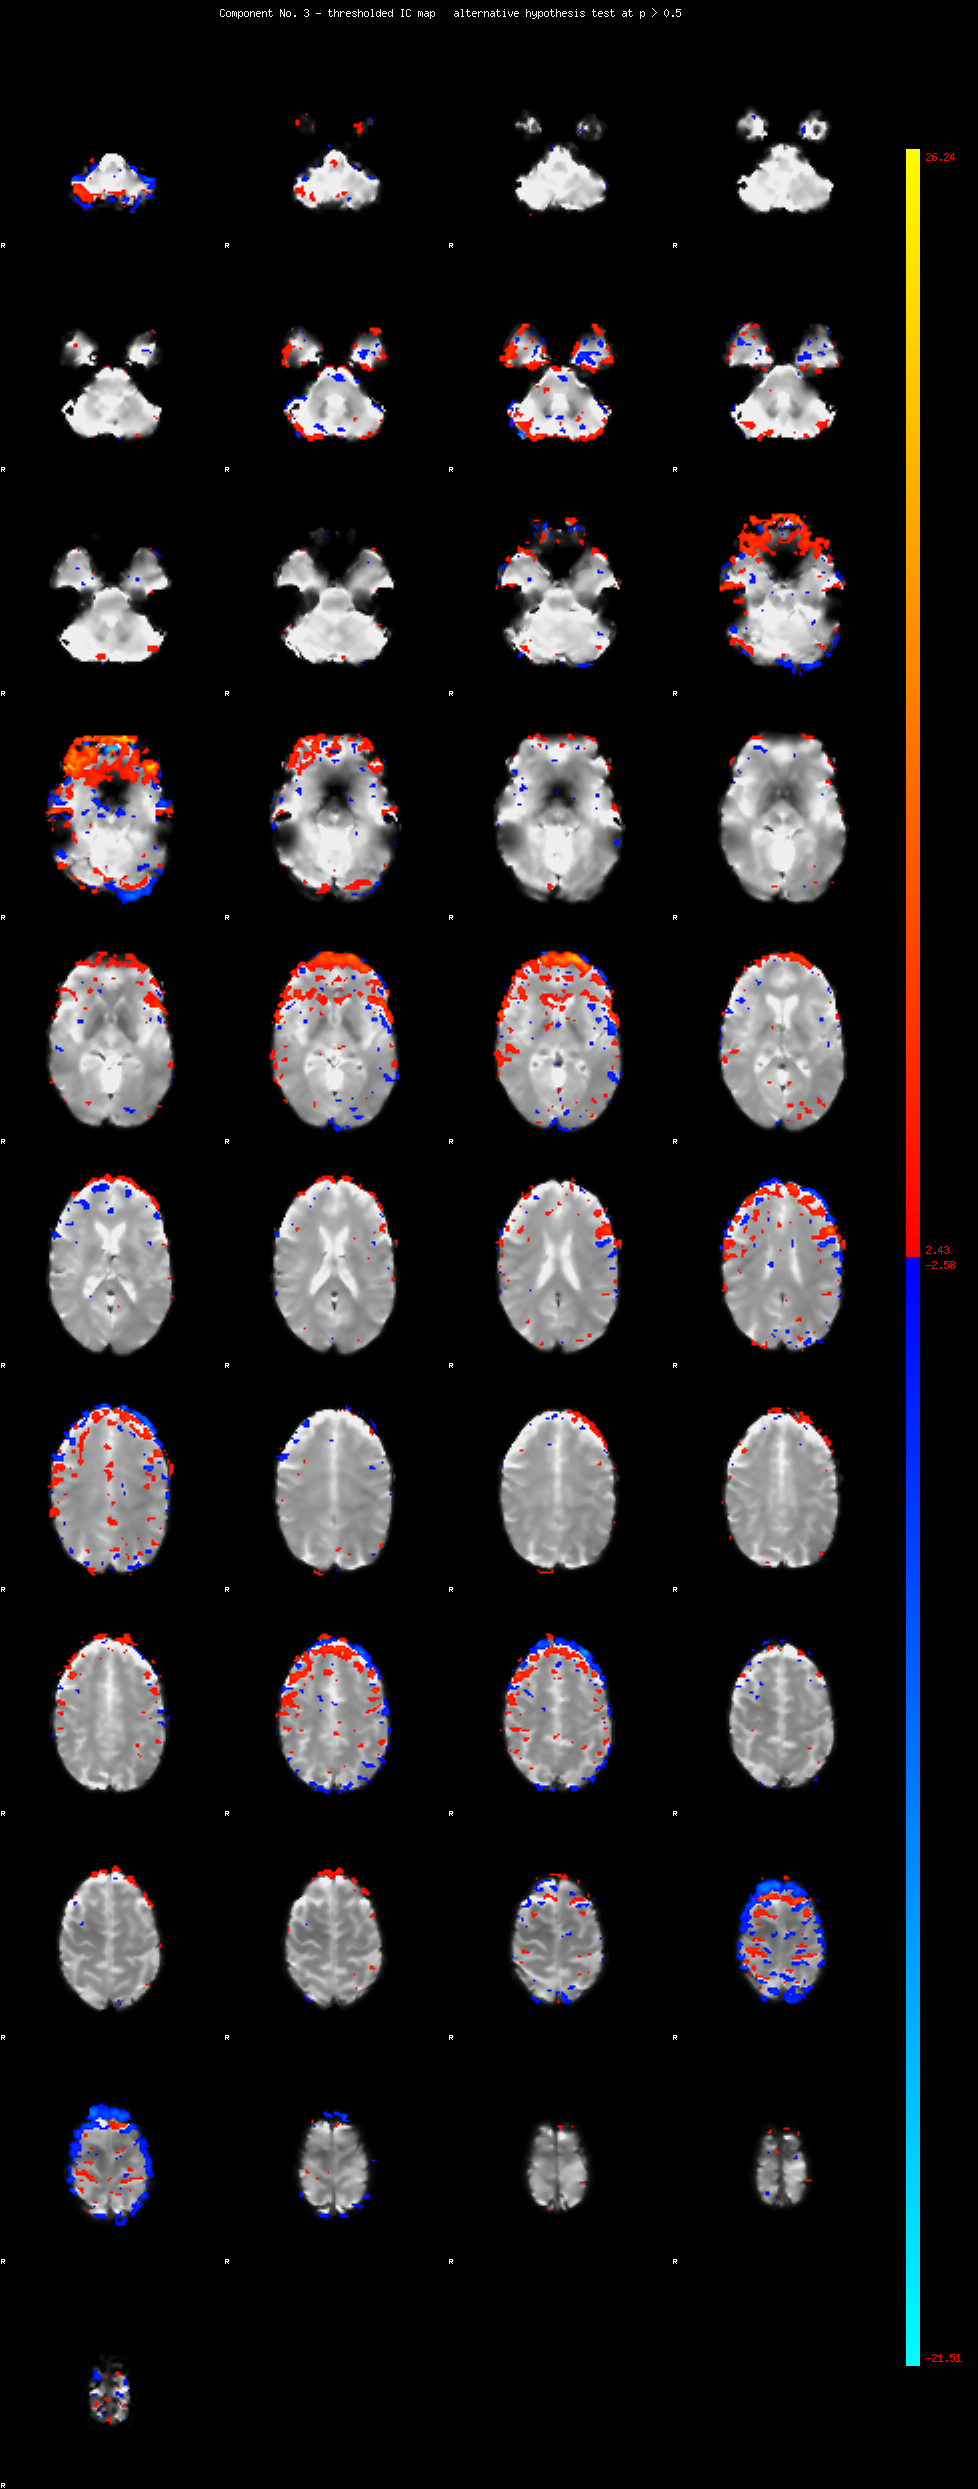 Component No. 3 - thresholded IC map   alternative hypothesis test at p > 0.5
26.24
R R R R
R R R R
R R R R
R R R R
R R R R
2.43
-2.58
R R R R
R R R R
R R R R
R R R R
R R R R
-21.51
R